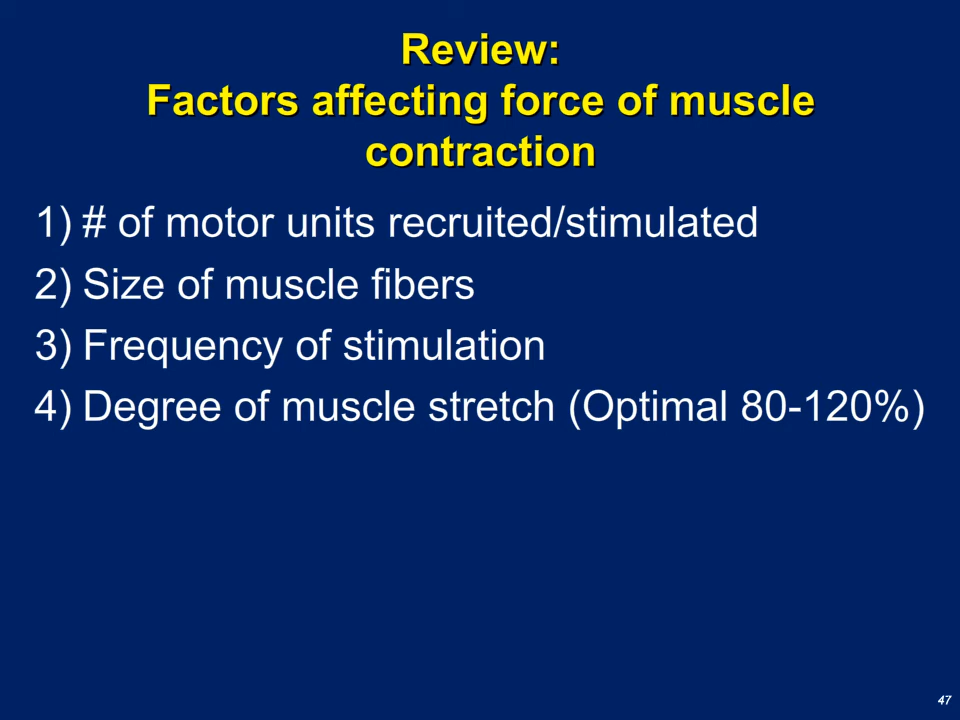 Review:
Factors affecting force of muscle
contraction
1) # of motor units recruited/stimulated
2) Size of muscle fibers
3) Frequency of stimulation
4) Degree of muscle stretch (Optimal 80-120%)
47